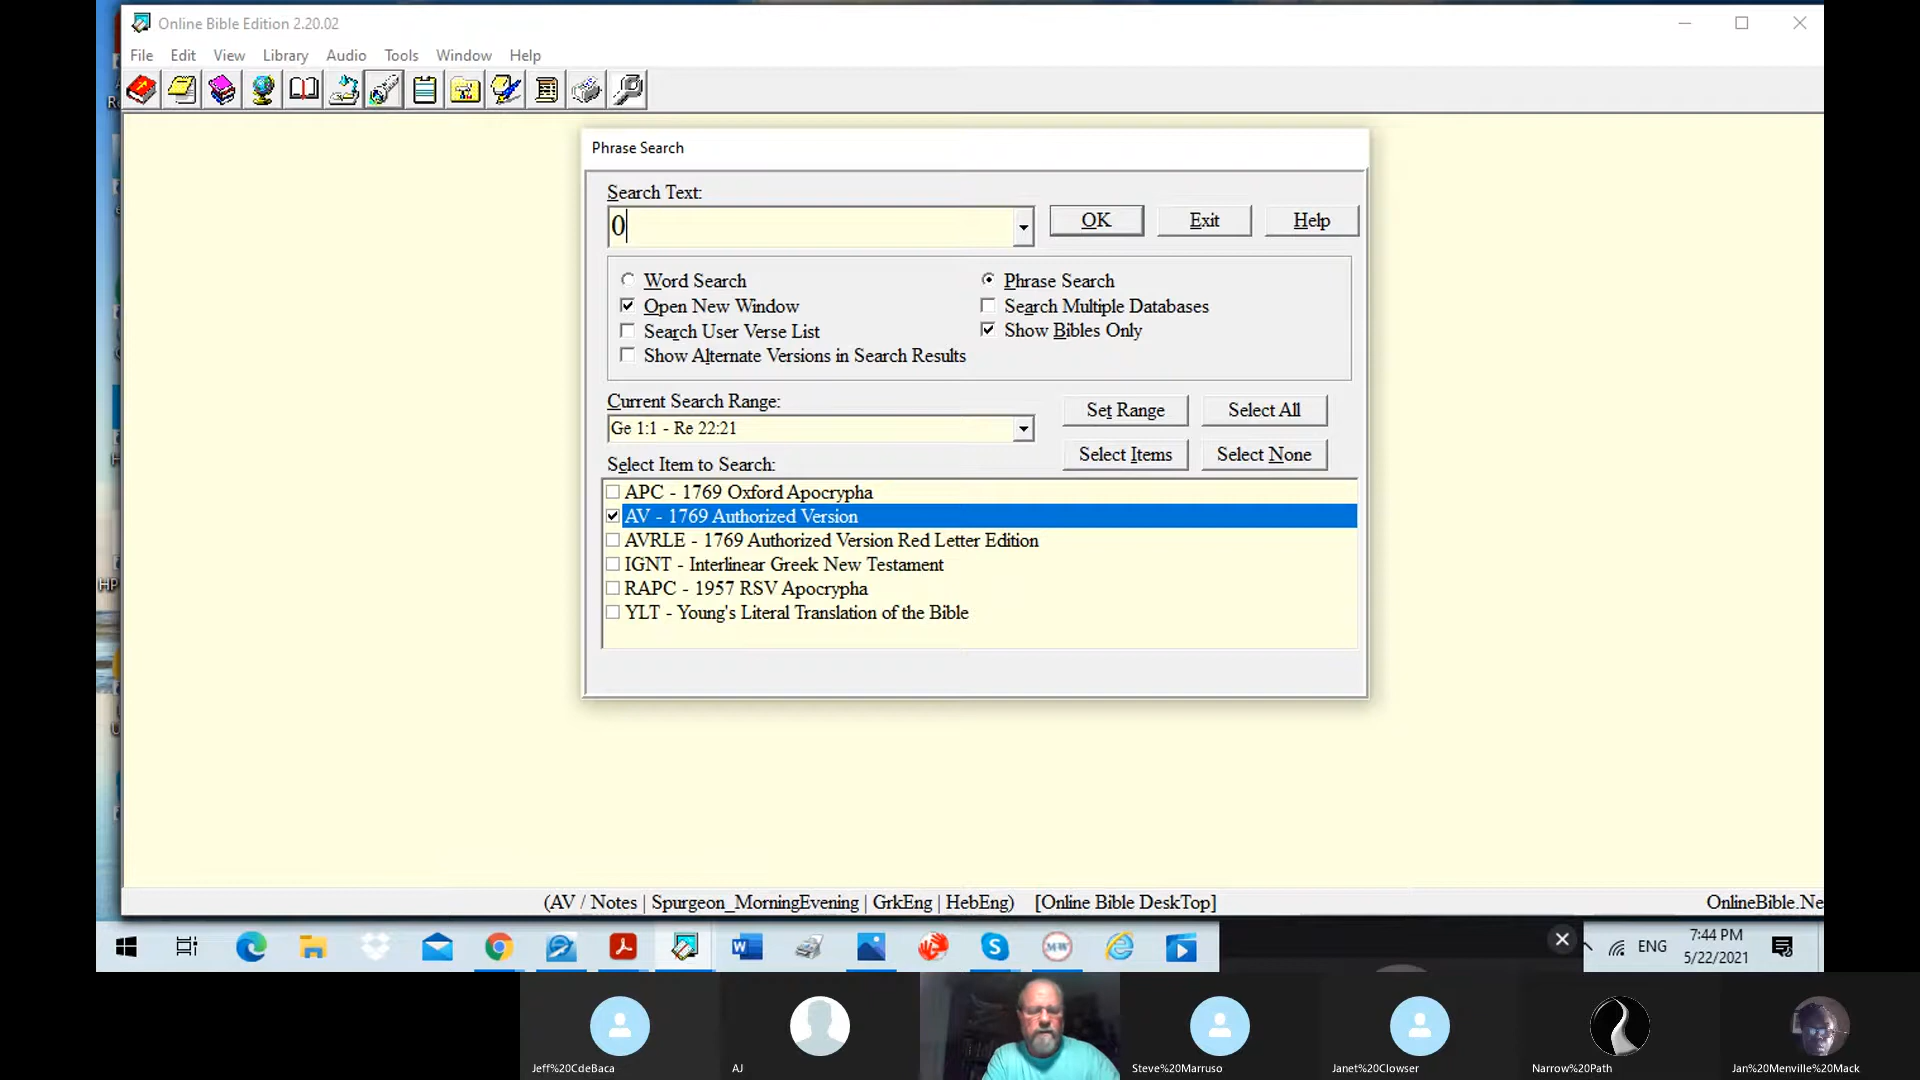 Online Bible Edition 2.20.02
File Edit View Library Audio Tools Window Help
Phrase Search
Search Text:
0
OK Exit Help
Word Search Phrase Search
Open New Window Search Multiple Databases
Search User Verse List Show Bibles Only
Show Alternate Versions in Search Results
Current Search Range:
Set Range Select All
Ge 1:1 - Re 22:21
Select Items Select None
Select Item to Search:
APC - 1769 Oxford Apocrypha
AV - 1769 Authorized Version
AVRLE - 1769 Authorized Version Red Letter Edition
IGNT - Interlinear Greek New Testament
RAPC - 1957 RSV Apocrypha
YLT - Young's Literal Translation of the Bible
HP
(AV / Notes | Spurgeon_MorningEvening | GrkEng | HebEng) [Online Bible DeskTop] OnlineBible.Ne
ENG 7:44 PM
5/22/2021
Jeff%20CdeBaca AJ Steve%20Marruso Janet%20Clowser Narrow%20Path Jan%20Menville%20Mack